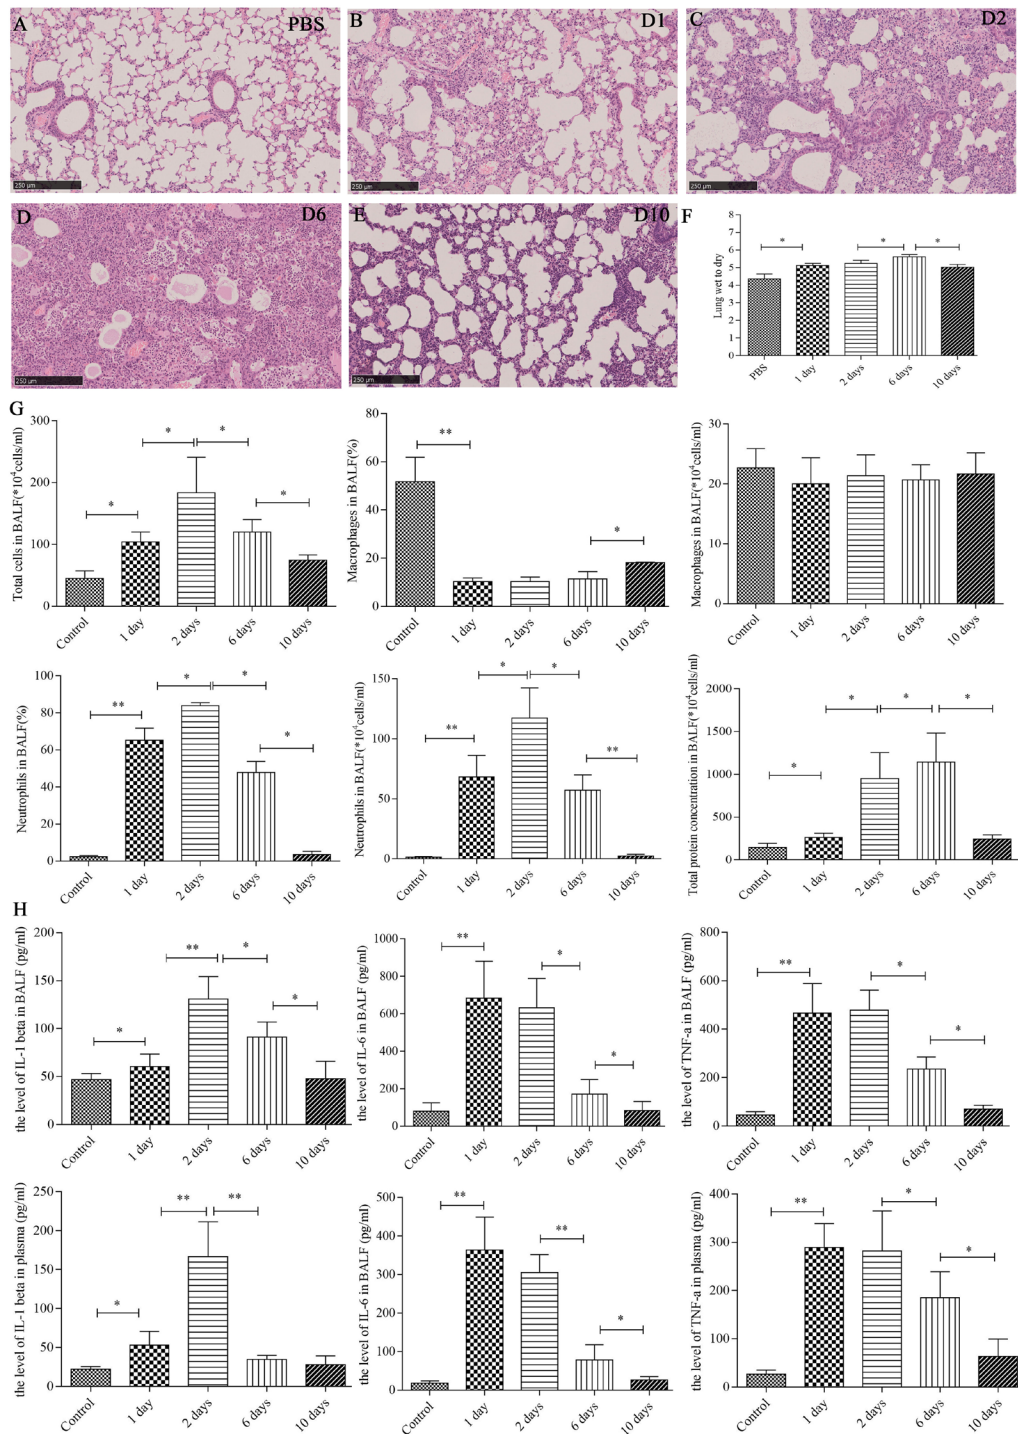 A PBS
250 μm
B D1
250 μm
C D2
250 μm
D D6
250 μm
E D10
250 μm
F
Lung wet to dry
8
7
6
5
4
3
2
1
0
* * *
PBS 1 day 2 days 6 days 10 days
G
Total cells in BALF(*10⁴cells/ml)
300
200
100
0
* * * *
Control 1 day 2 days 6 days 10 days
Macrophages in BALF(%)
80
60
40
20
0
** *
Control 1 day 2 days 6 days 10 days
Macrophages in BALF(*10⁴cells/ml)
30
20
10
0
Control 1 day 2 days 6 days 10 days
Neutrophils in BALF(%)
100
80
60
40
20
0
** * * *
Control 1 day 2 days 6 days 10 days
Neutrophils in BALF(*10⁴cells/ml)
150
100
50
0
** * * **
Control 1 day 2 days 6 days 10 days
Total protein concentration in BALF(*10⁴cells/ml)
2000
1500
1000
500
0
* * * *
Control 1 day 2 days 6 days 10 days
H
the level of IL-1 beta in BALF (pg/ml)
200
150
100
50
0
* ** * *
Control 1 day 2 days 6 days 10 days
the level of IL-6 in BALF (pg/ml)
1000
800
600
400
200
0
** * *
Control 1 day 2 days 6 days 10 days
the level of TNF-a in BALF (pg/ml)
800
600
400
200
0
** * *
Control 1 day 2 days 6 days 10 days
the level of IL-1 beta in plasma (pg/ml)
250
200
150
100
50
0
* ** **
Control 1 day 2 days 6 days 10 days
the level of IL-6 in BALF (pg/ml)
500
400
300
200
100
0
** ** *
Control 1 day 2 days 6 days 10 days
the level of TNF-a in plasma (pg/ml)
400
300
200
100
0
** * *
Control 1 day 2 days 6 days 10 days